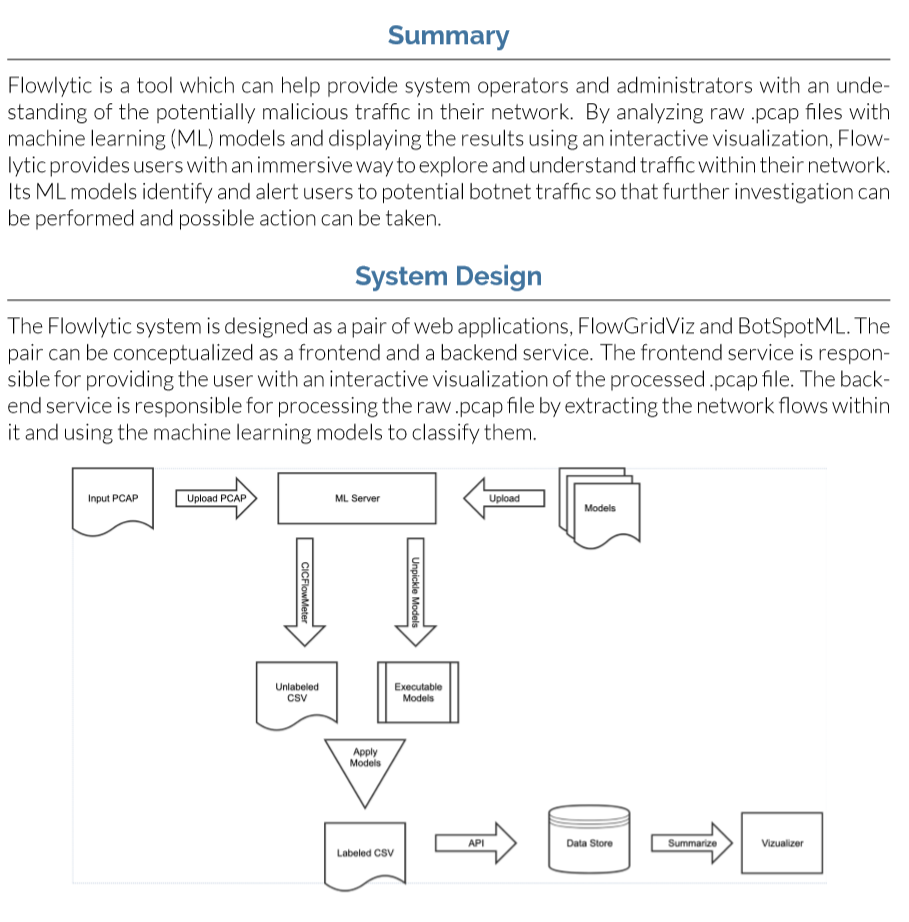 Summary
Flowlytic is a tool which can help provide system operators and administrators with an unde-
standing of the potentially malicious traffic in their network. By analyzing raw .pcap files with
machine learning (ML) models and displaying the results using an interactive visualization, Flow-
lytic provides users with an immersive way to explore and understand traffic within their network.
Its ML models identify and alert users to potential botnet traffic so that further investigation can
be performed and possible action can be taken.
System Design
The Flowlytic system is designed as a pair of web applications, FlowGridViz and BotSpotML. The
pair can be conceptualized as a frontend and a backend service. The frontend service is respon-
sible for providing the user with an interactive visualization of the processed .pcap file. The back-
end service is responsible for processing the raw .pcap file by extracting the network flows within
it and using the machine learning models to classify them.
Input PCAP
Upload PCAP
ML Server
Upload
Models
CICFlowMeter
Unpickle Models
Unlabeled
CSV
Executable
Models
Apply
Models
Labeled CSV
API
Data Store
Summarize
Vizualizer